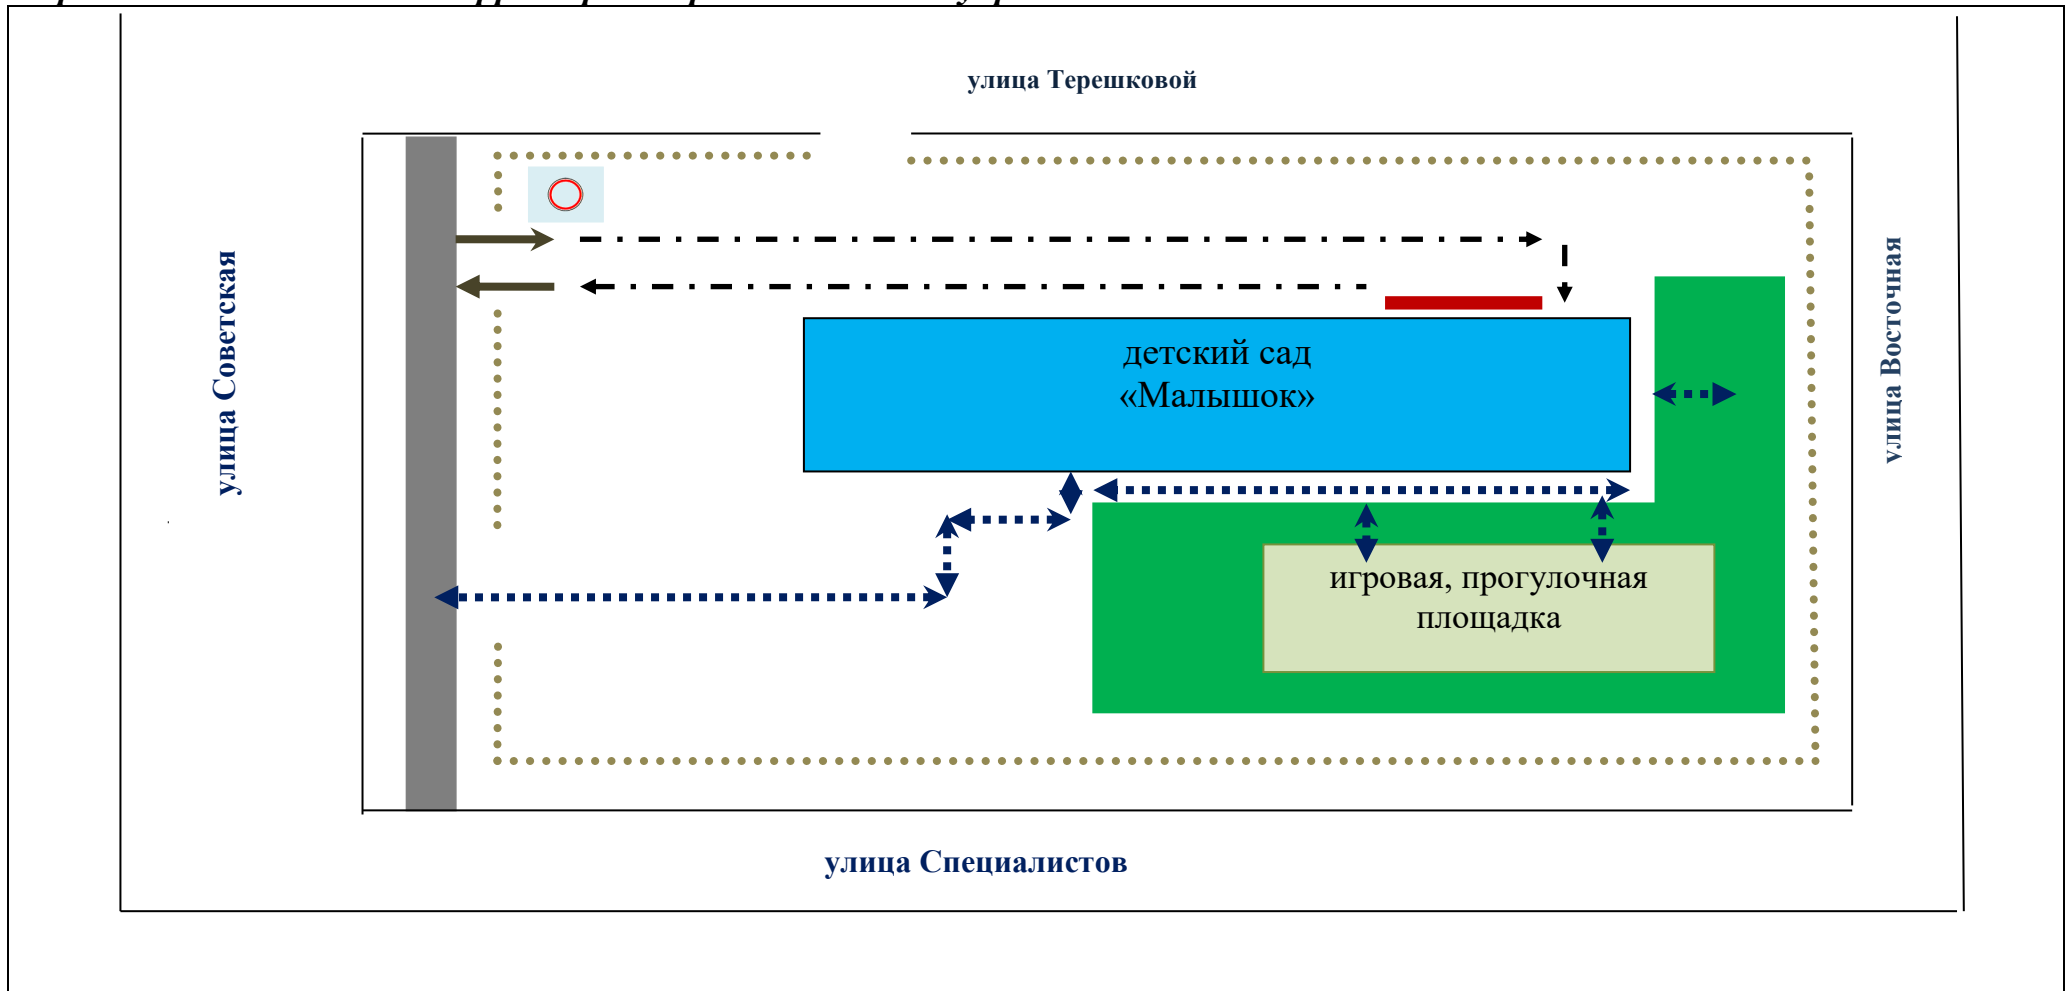 улица Терешковой
улица Советская
детский сад
«Малышок»
улица Восточная
игровая, прогулочная
площадка
улица Специалистов